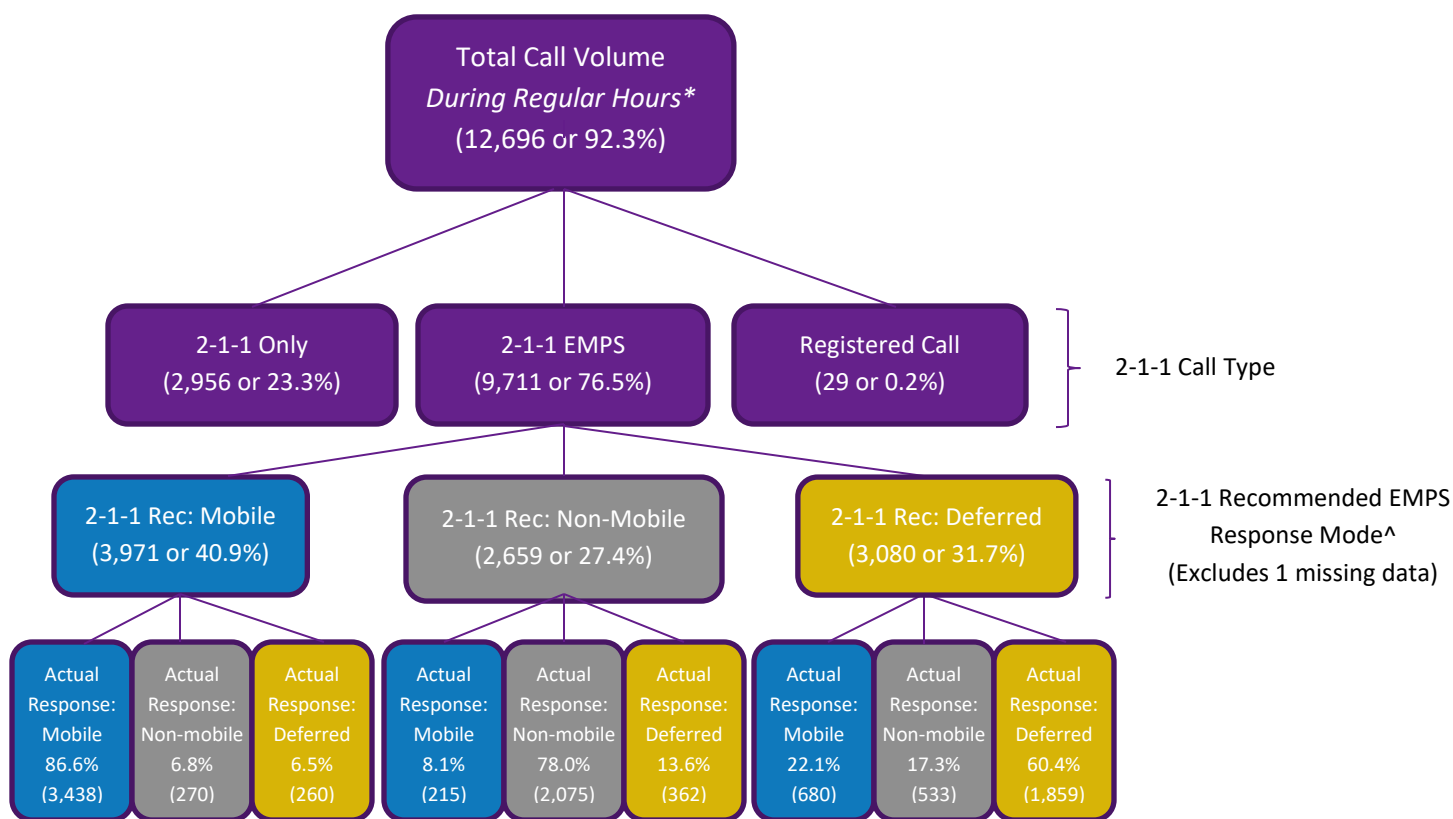 Total Call Volume
During Regular Hours*
(12,696 or 92.3%)
2-1-1 Only
(2,956 or 23.3%)
2-1-1 EMPS
(9,711 or 76.5%)
Registered Call
(29 or 0.2%)
2-1-1 Call Type
2-1-1 Rec: Mobile
(3,971 or 40.9%)
2-1-1 Rec: Non-Mobile
(2,659 or 27.4%)
2-1-1 Rec: Deferred
(3,080 or 31.7%)
2-1-1 Recommended EMPS
Response Mode^
(Excludes 1 missing data)
Actual
Response:
Mobile
86.6%
(3,438)
Actual
Response:
Non-mobile
6.8%
(270)
Actual
Response:
Deferred
6.5%
(260)
Actual
Response:
Mobile
8.1%
(215)
Actual
Response:
Non-mobile
78.0%
(2,075)
Actual
Response:
Deferred
13.6%
(362)
Actual
Response:
Mobile
22.1%
(680)
Actual
Response:
Non-mobile
17.3%
(533)
Actual
Response:
Deferred
60.4%
(1,859)